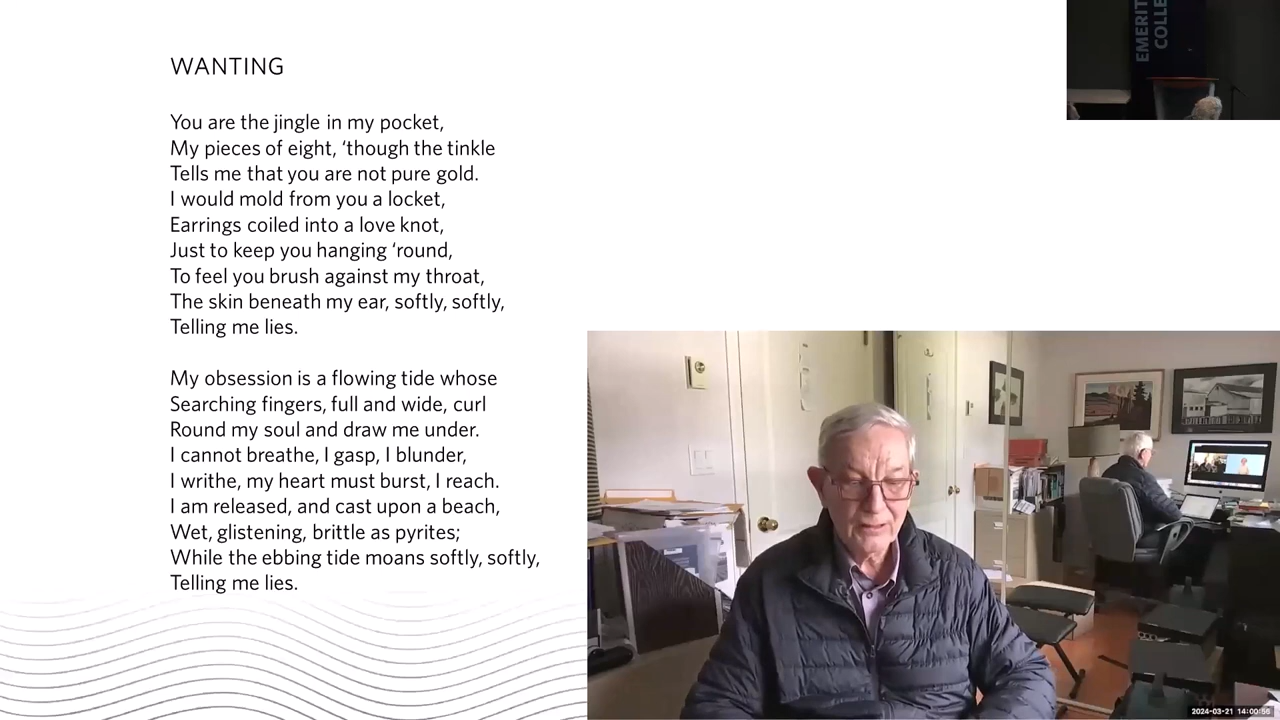 WANTING
You are the jingle in my pocket,
My pieces of eight, ‘though the tinkle
Tells me that you are not pure gold.
I would mold from you a locket,
Earrings coiled into a love knot,
Just to keep you hanging ‘round,
To feel you brush against my throat,
The skin beneath my ear, softly, softly,
Telling me lies.
My obsession is a flowing tide whose
Searching fingers, full and wide, curl
Round my soul and draw me under.
I cannot breathe, I gasp, I blunder,
I writhe, my heart must burst, I reach.
I am released, and cast upon a beach,
Wet, glistening, brittle as pyrites;
While the ebbing tide moans softly, softly,
Telling me lies.
EMERIT
COLLE
2024-03-21 14:00:56